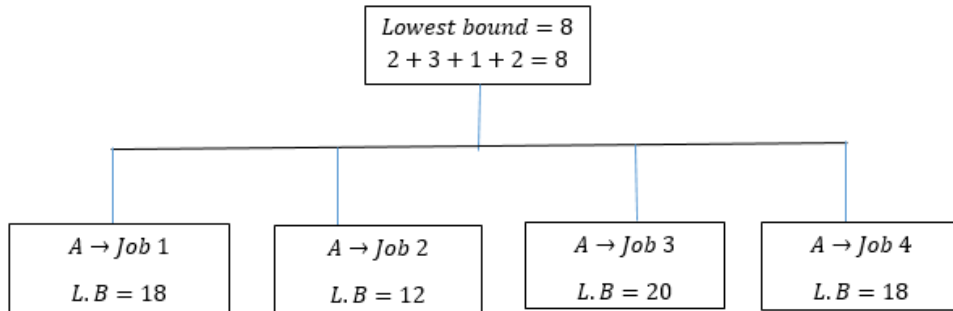 Lowest bound = 8
2 + 3 + 1 + 2 = 8
A → Job 1
L. B = 18
A → Job 2
L. B = 12
A → Job 3
L. B = 20
A → Job 4
L. B = 18